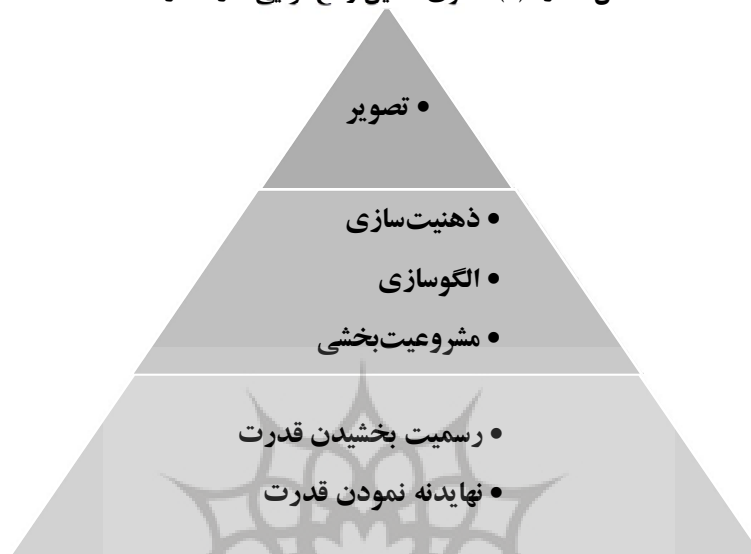 • تصویر
• ذهنیت‌سازی
• الگوسازی
• مشروعیت‌بخشی
• رسمیت بخشیدن قدرت
• نهایدنه نمودن قدرت